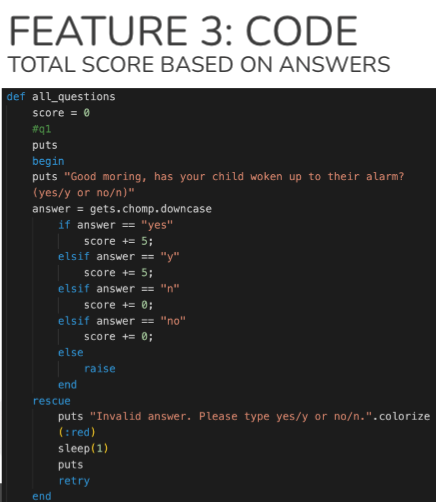 FEATURE 3: CODE
TOTAL SCORE BASED ON ANSWERS
def all_questions
score = 0
#q1
puts
begin
puts "Good moring, has your child woken up to their alarm?
(yes/y or no/n)"
answer = gets.chomp.downcase
if answer == "yes"
score += 5;
elsif answer == "y"
score += 5;
elsif answer == "n"
score += 0;
elsif answer == "no"
score += 0;
else
raise
end
rescue
puts "Invalid answer. Please type yes/y or no/n.".colorize
(:red)
sleep(1)
puts
retry
end